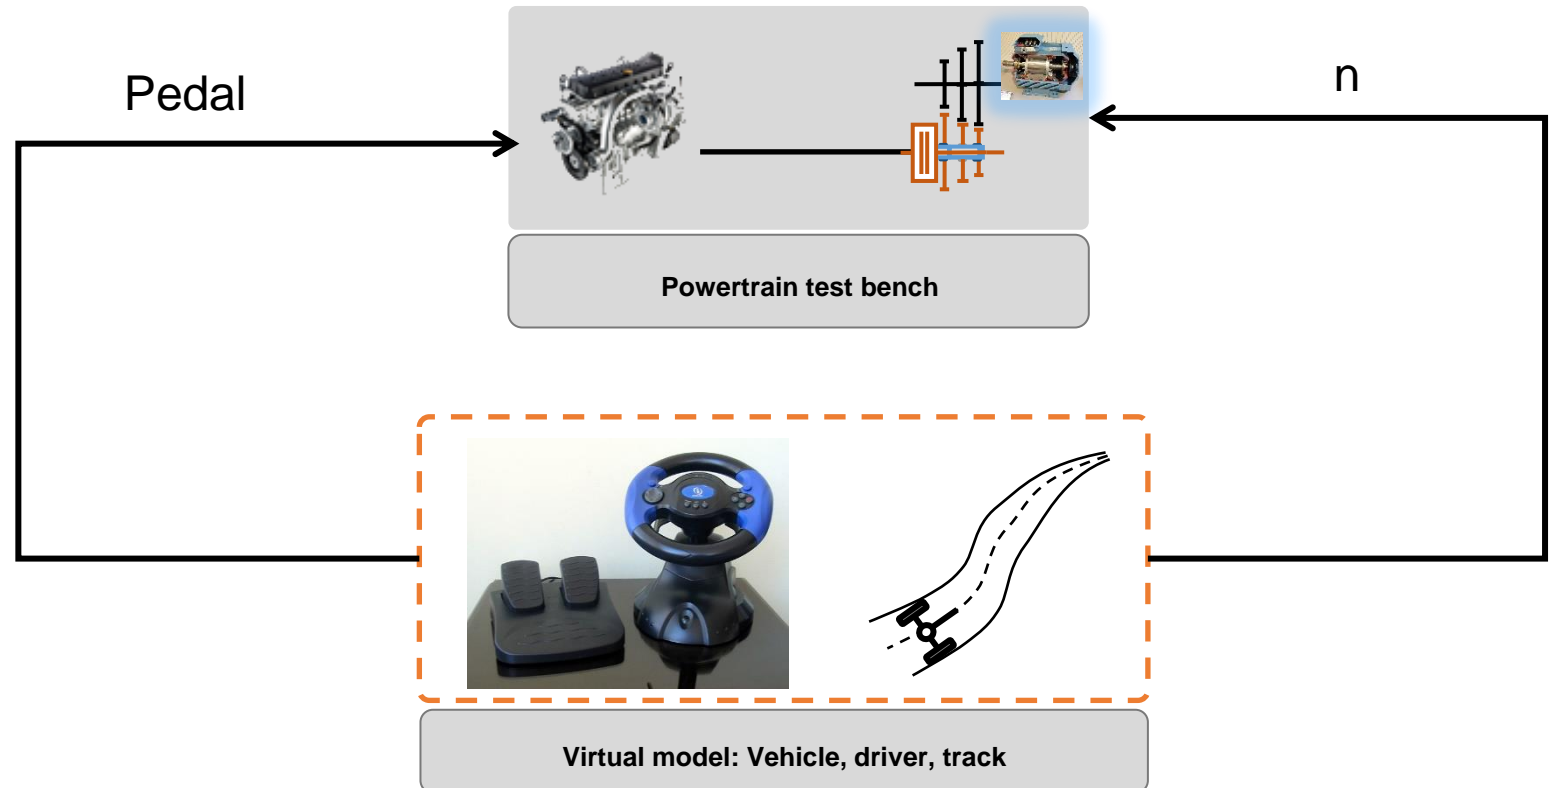 Pedal
n
Powertrain test bench
Virtual model: Vehicle, driver, track